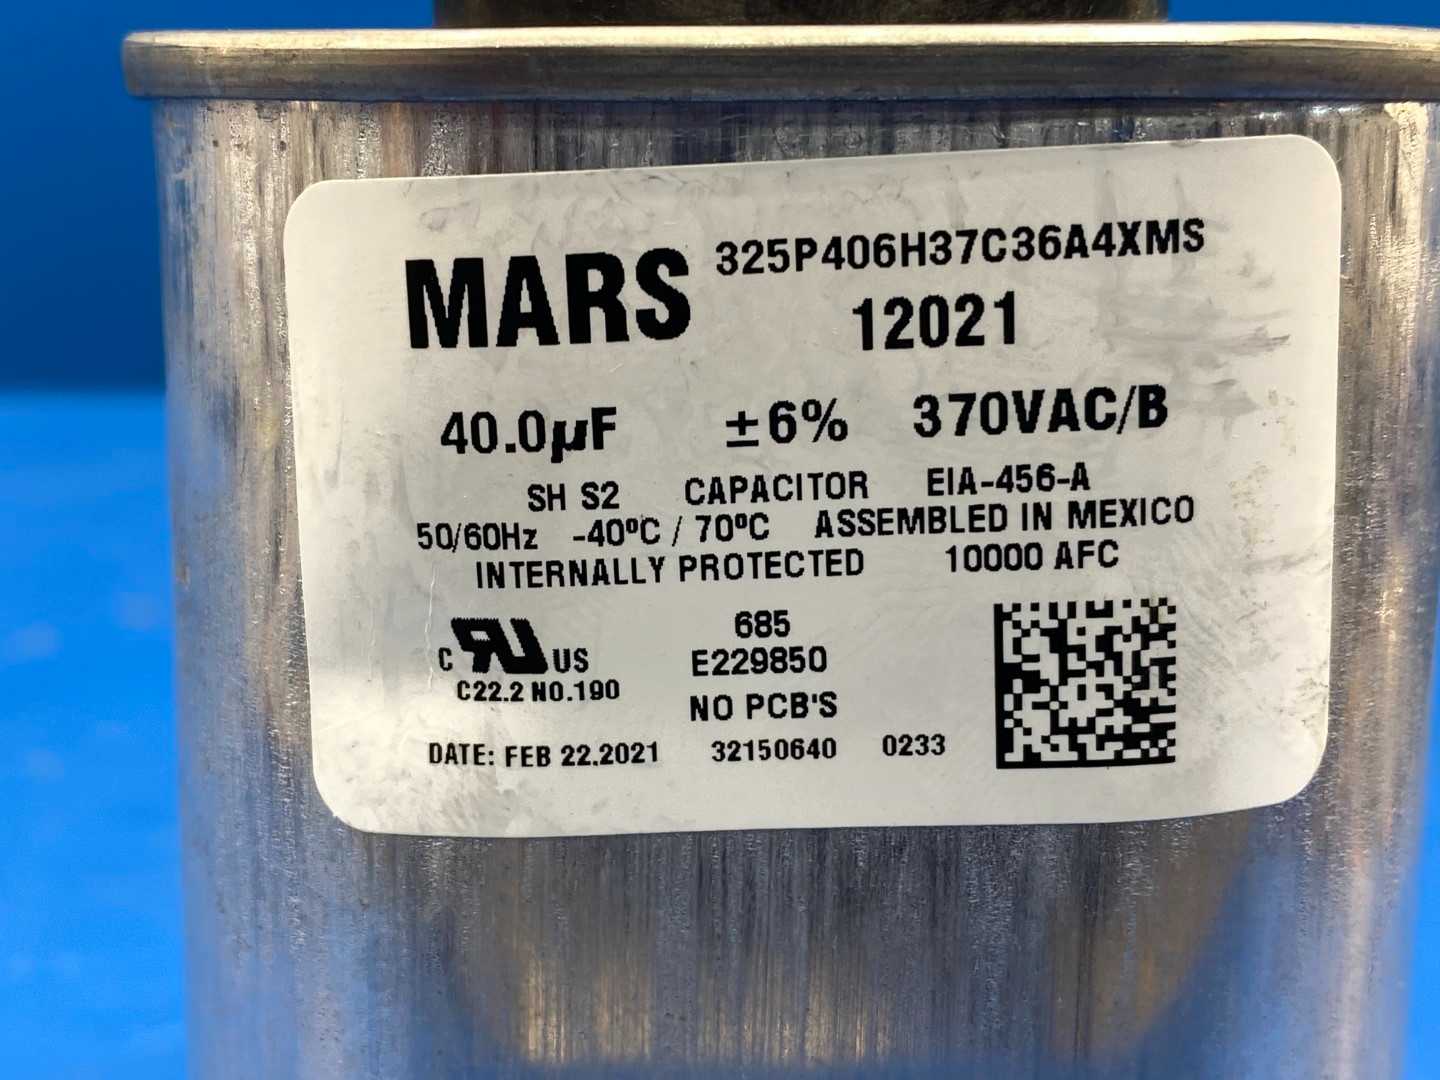 MARS 325P406H37C36A4XMS
12021
40.0µF ±6% 370VAC/B
SH S2 CAPACITOR EIA-456-A
50/60Hz -40ºC / 70ºC ASSEMBLED IN MEXICO
INTERNALLY PROTECTED 10000 AFC
685
C RU US E229850
C22.2 NO.190
NO PCB'S
DATE: FEB 22.2021 32150640 0233